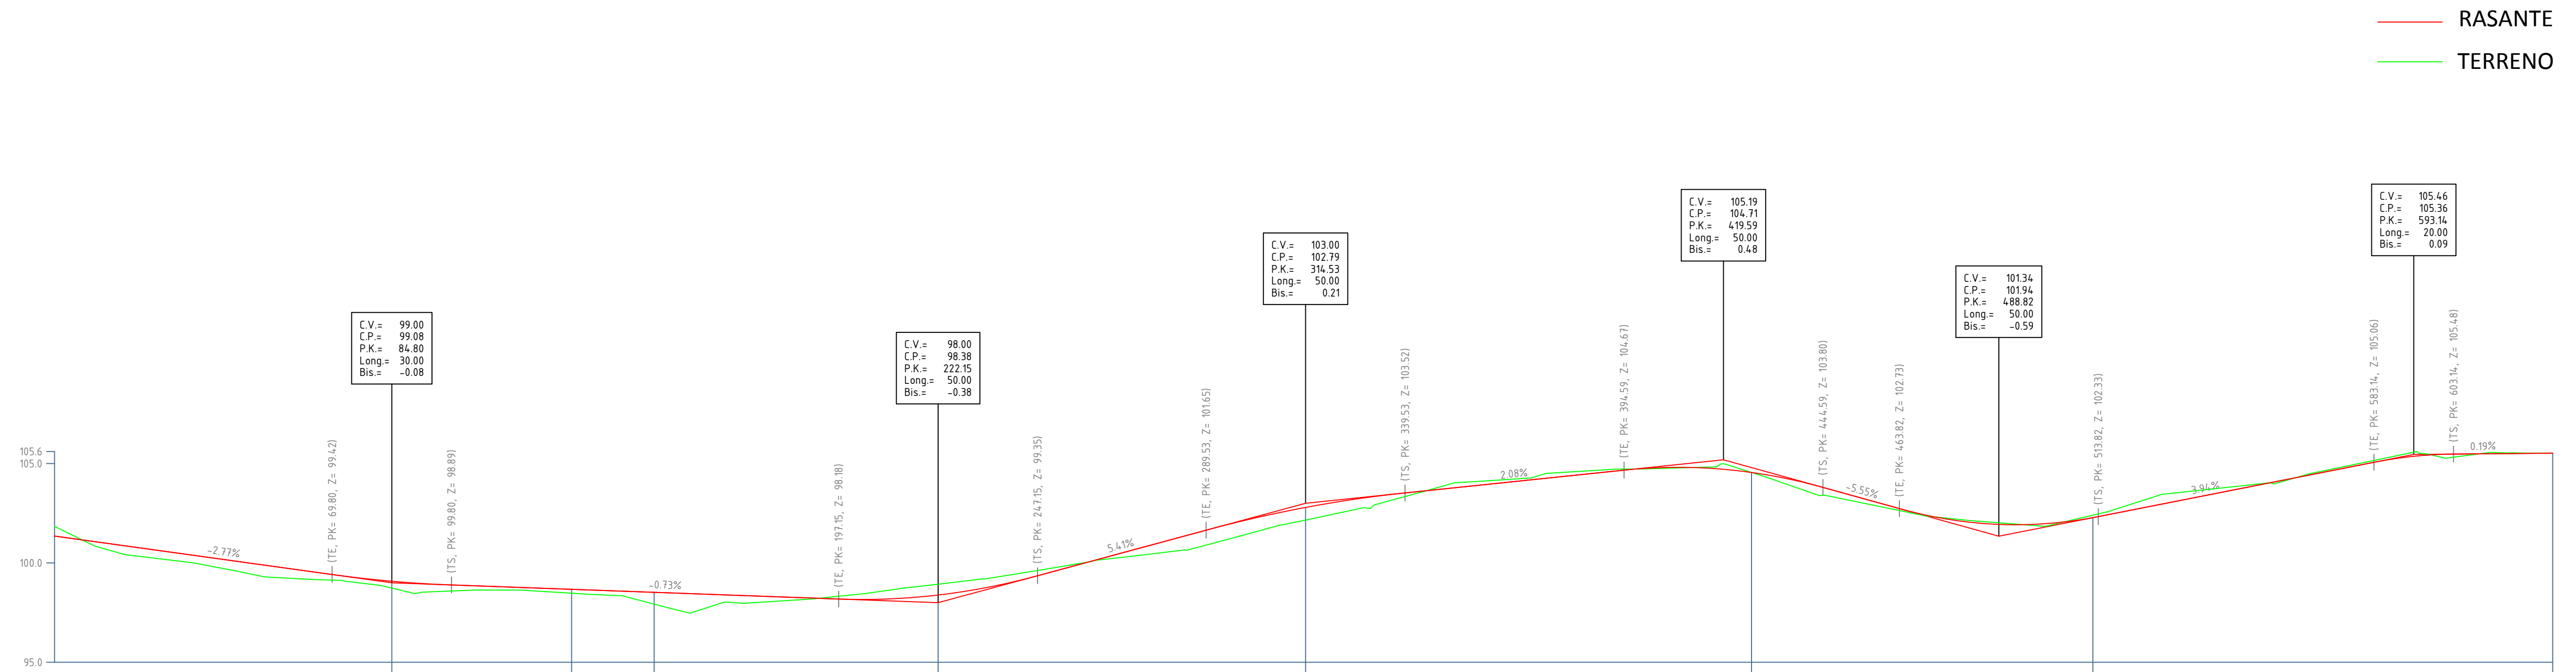 RASANTE
TERRENO
C.V.= 99.00
C.P.= 99.08
P.K.= 84.80
Long.= 30.00
Bis.= -0.08
C.V.= 98.00
C.P.= 98.38
P.K.= 222.15
Long.= 50.00
Bis.= -0.38
C.V.= 103.00
C.P.= 102.79
P.K.= 314.53
Long.= 50.00
Bis.= 0.21
C.V.= 105.19
C.P.= 104.71
P.K.= 419.59
Long.= 50.00
Bis.= 0.48
C.V.= 101.34
C.P.= 101.94
P.K.= 488.82
Long.= 50.00
Bis.= -0.59
C.V.= 105.46
C.P.= 105.36
P.K.= 593.14
Long.= 20.00
Bis.= 0.09
(TE, PK= 69.80, Z= 99.42)
(TS, PK= 99.80, Z= 98.89)
(TE, PK= 197.15, Z= 98.18)
(TS, PK= 247.15, Z= 99.35)
(TE, PK= 289.53, Z= 101.65)
(TS, PK= 339.53, Z= 103.52)
(TE, PK= 394.59, Z= 104.67)
(TS, PK= 444.59, Z= 103.80)
(TE, PK= 463.82, Z= 102.73)
(TS, PK= 513.82, Z= 102.33)
(TE, PK= 583.14, Z= 105.06)
(TS, PK= 603.14, Z= 105.48)
-2.77%
-0.73%
5.41%
2.08%
-5.55%
3.94%
0.19%
105.6
105.0
100.0
95.0